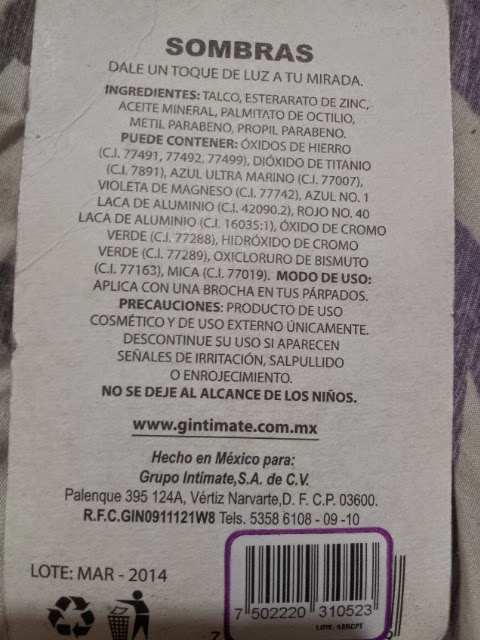 SOMBRAS
DALE UN TOQUE DE LUZ A TU MIRADA.
INGREDIENTES: TALCO, ESTERARATO DE ZINC,
ACEITE MINERAL, PALMITATO DE OCTILIO,
METIL PARABENO, PROPIL PARABENO.
PUEDE CONTENER: ÓXIDOS DE HIERRO
(C.I. 77491, 77492, 77499), DIÓXIDO DE TITANIO
(C.I. 7891), AZUL ULTRA MARINO (C.I. 77007),
VIOLETA DE MAGNESO (C.I. 77742), AZUL NO. 1
LACA DE ALUMINIO (C.I. 42090.2), ROJO NO. 40
LACA DE ALUMINIO (C.I. 16035:1), ÓXIDO DE CROMO
VERDE (C.I. 77288), HIDRÓXIDO DE CROMO
VERDE (C.I. 77289), OXICLORURO DE BISMUTO
(C.I. 77163), MICA (C.I. 77019). MODO DE USO:
APLICA CON UNA BROCHA EN TUS PÁRPADOS.
PRECAUCIONES: PRODUCTO DE USO
COSMÉTICO Y DE USO EXTERNO ÚNICAMENTE.
DESCONTINUE SU USO SI APARECEN
SEÑALES DE IRRITACIÓN, SALPULLIDO
O ENROJECIMIENTO.
NO SE DEJE AL ALCANCE DE LOS NIÑOS.
www.gintimate.com.mx
Hecho en México para:
Grupo Intimate,S.A. de C.V.
Palenque 395 124A, Vértiz Narvarte,D. F. C.P. 03600.
R.F.C.GIN0911121W8 Tels. 5358 6108 - 09 -10
LOTE: MAR - 2014
7 502220 310523
LOTE. SBRCPT
7